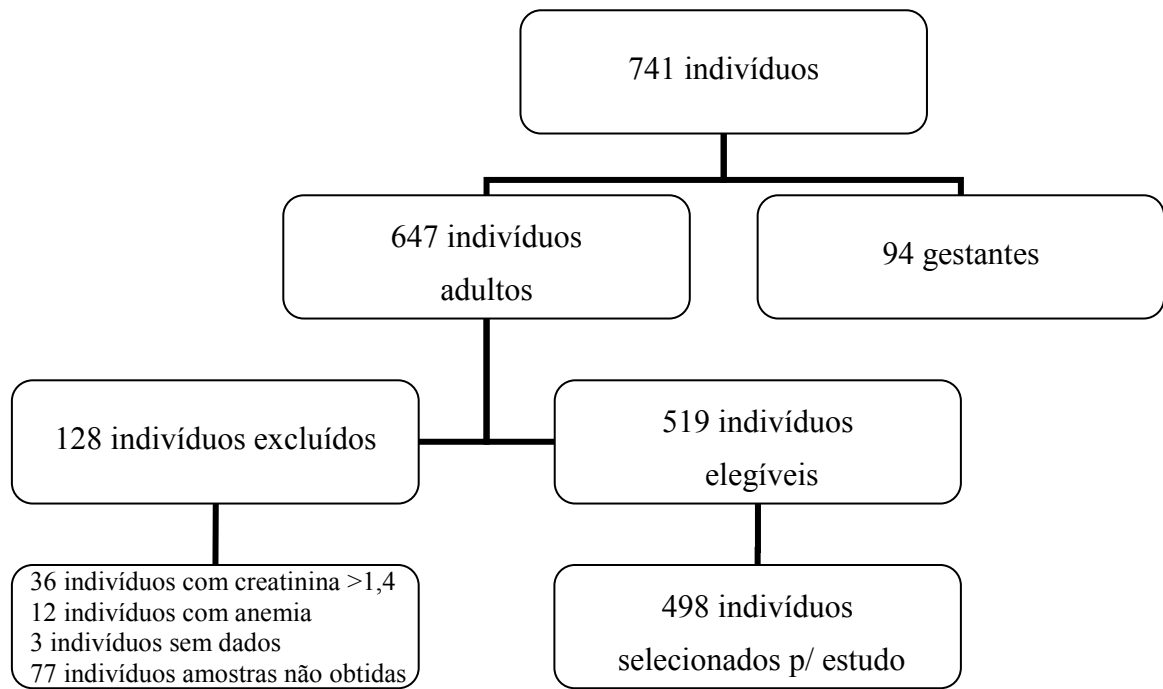 741 indivíduos
647 indivíduos
adultos
94 gestantes
128 indivíduos excluídos
519 indivíduos
elegíveis
36 indivíduos com creatinina >1,4
12 indivíduos com anemia
3 indivíduos sem dados
77 indivíduos amostras não obtidas
498 indivíduos
selecionados p/ estudo